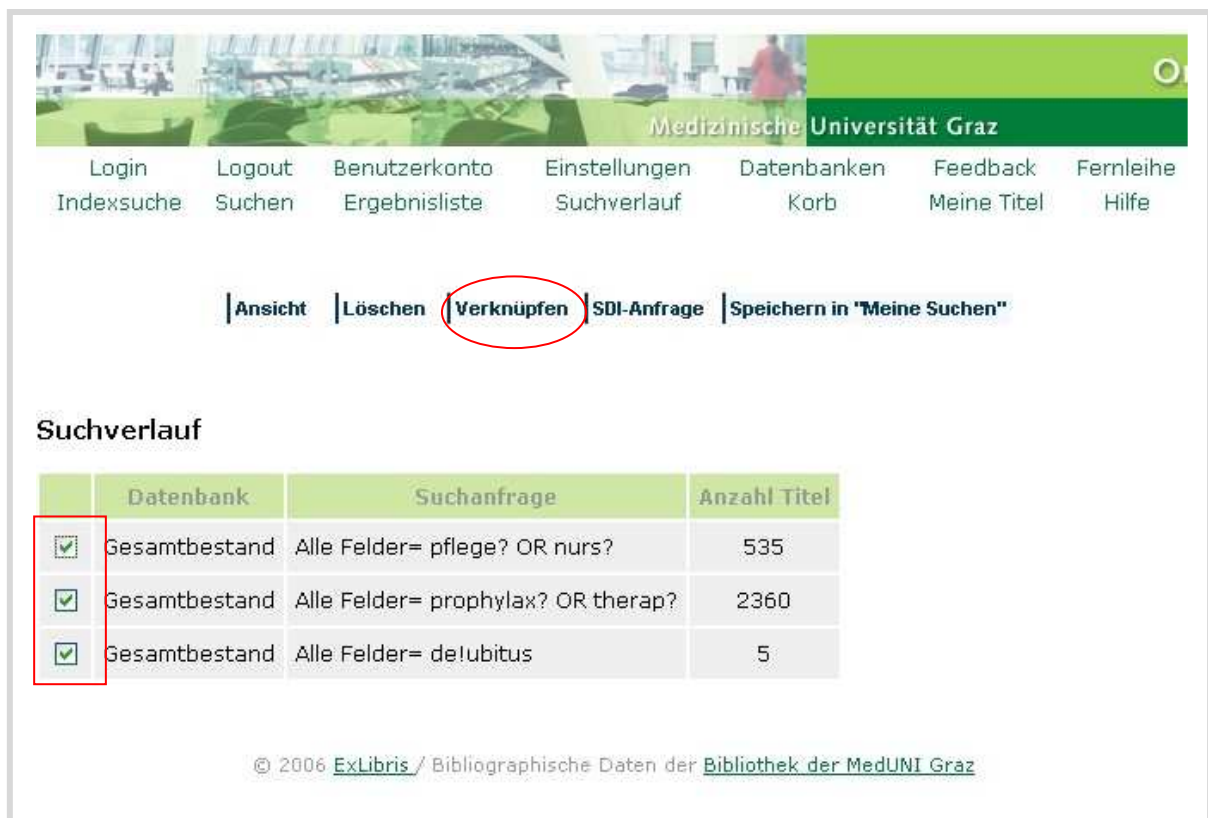 O
Medizinische Universität Graz
Login Logout Benutzerkonto Einstellungen Datenbanken Feedback Fernleihe
Indexsuche Suchen Ergebnisliste Suchverlauf Korb Meine Titel Hilfe
Ansicht Löschen Verknüpfen SDI-Anfrage Speichern in "Meine Suchen"
Suchverlauf
Datenbank Suchanfrage Anzahl Titel
Gesamtbestand Alle Felder= pflege? OR nurs? 535
Gesamtbestand Alle Felder= prophylax? OR therap? 2360
Gesamtbestand Alle Felder= de!ubitus 5
© 2006 ExLibris / Bibliographische Daten der Bibliothek der MedUNI Graz